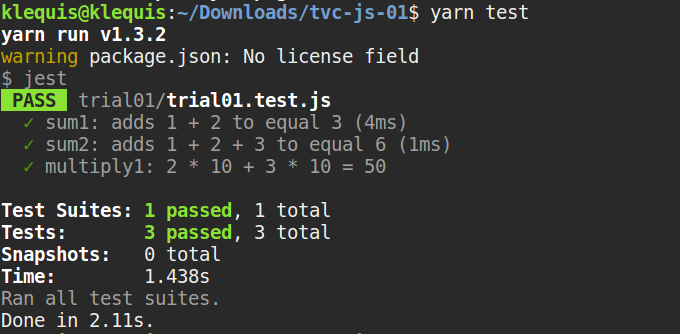 klequis@klequis:~/Downloads/tvc-js-01$ yarn test
yarn run v1.3.2
warning package.json: No license field
$ jest
PASS trial01/trial01.test.js
✓ sum1: adds 1 + 2 to equal 3 (4ms)
✓ sum2: adds 1 + 2 + 3 to equal 6 (1ms)
✓ multiply1: 2 * 10 + 3 * 10 = 50
Test Suites: 1 passed, 1 total
Tests: 3 passed, 3 total
Snapshots: 0 total
Time: 1.438s
Ran all test suites.
Done in 2.11s.